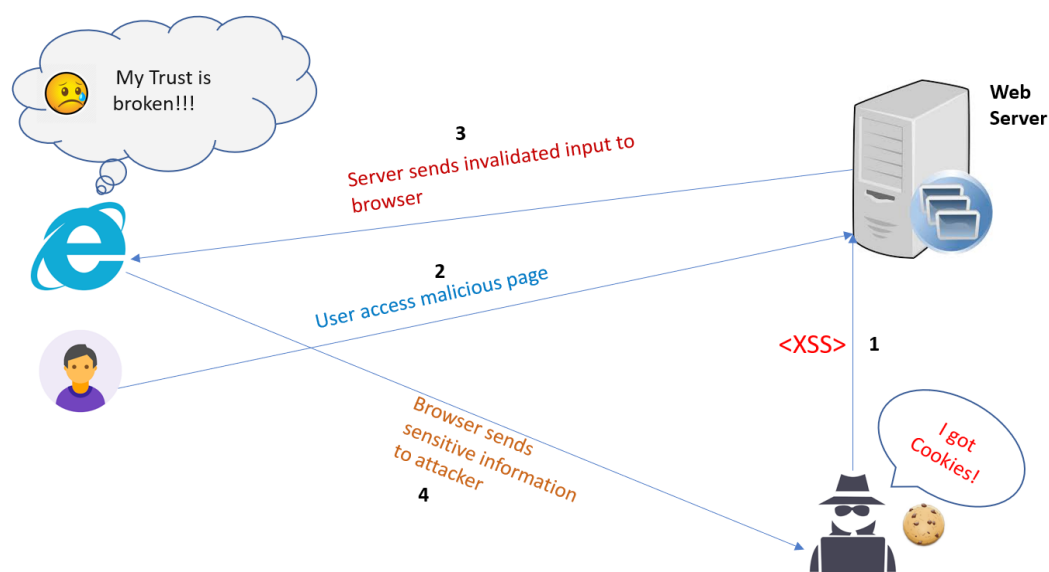 My Trust is
broken!!!
Web
Server
3
Server sends invalidated input to
browser
2
User access malicious page
<XSS>
1
Browser sends
sensitive information
to attacker
4
I got
Cookies!